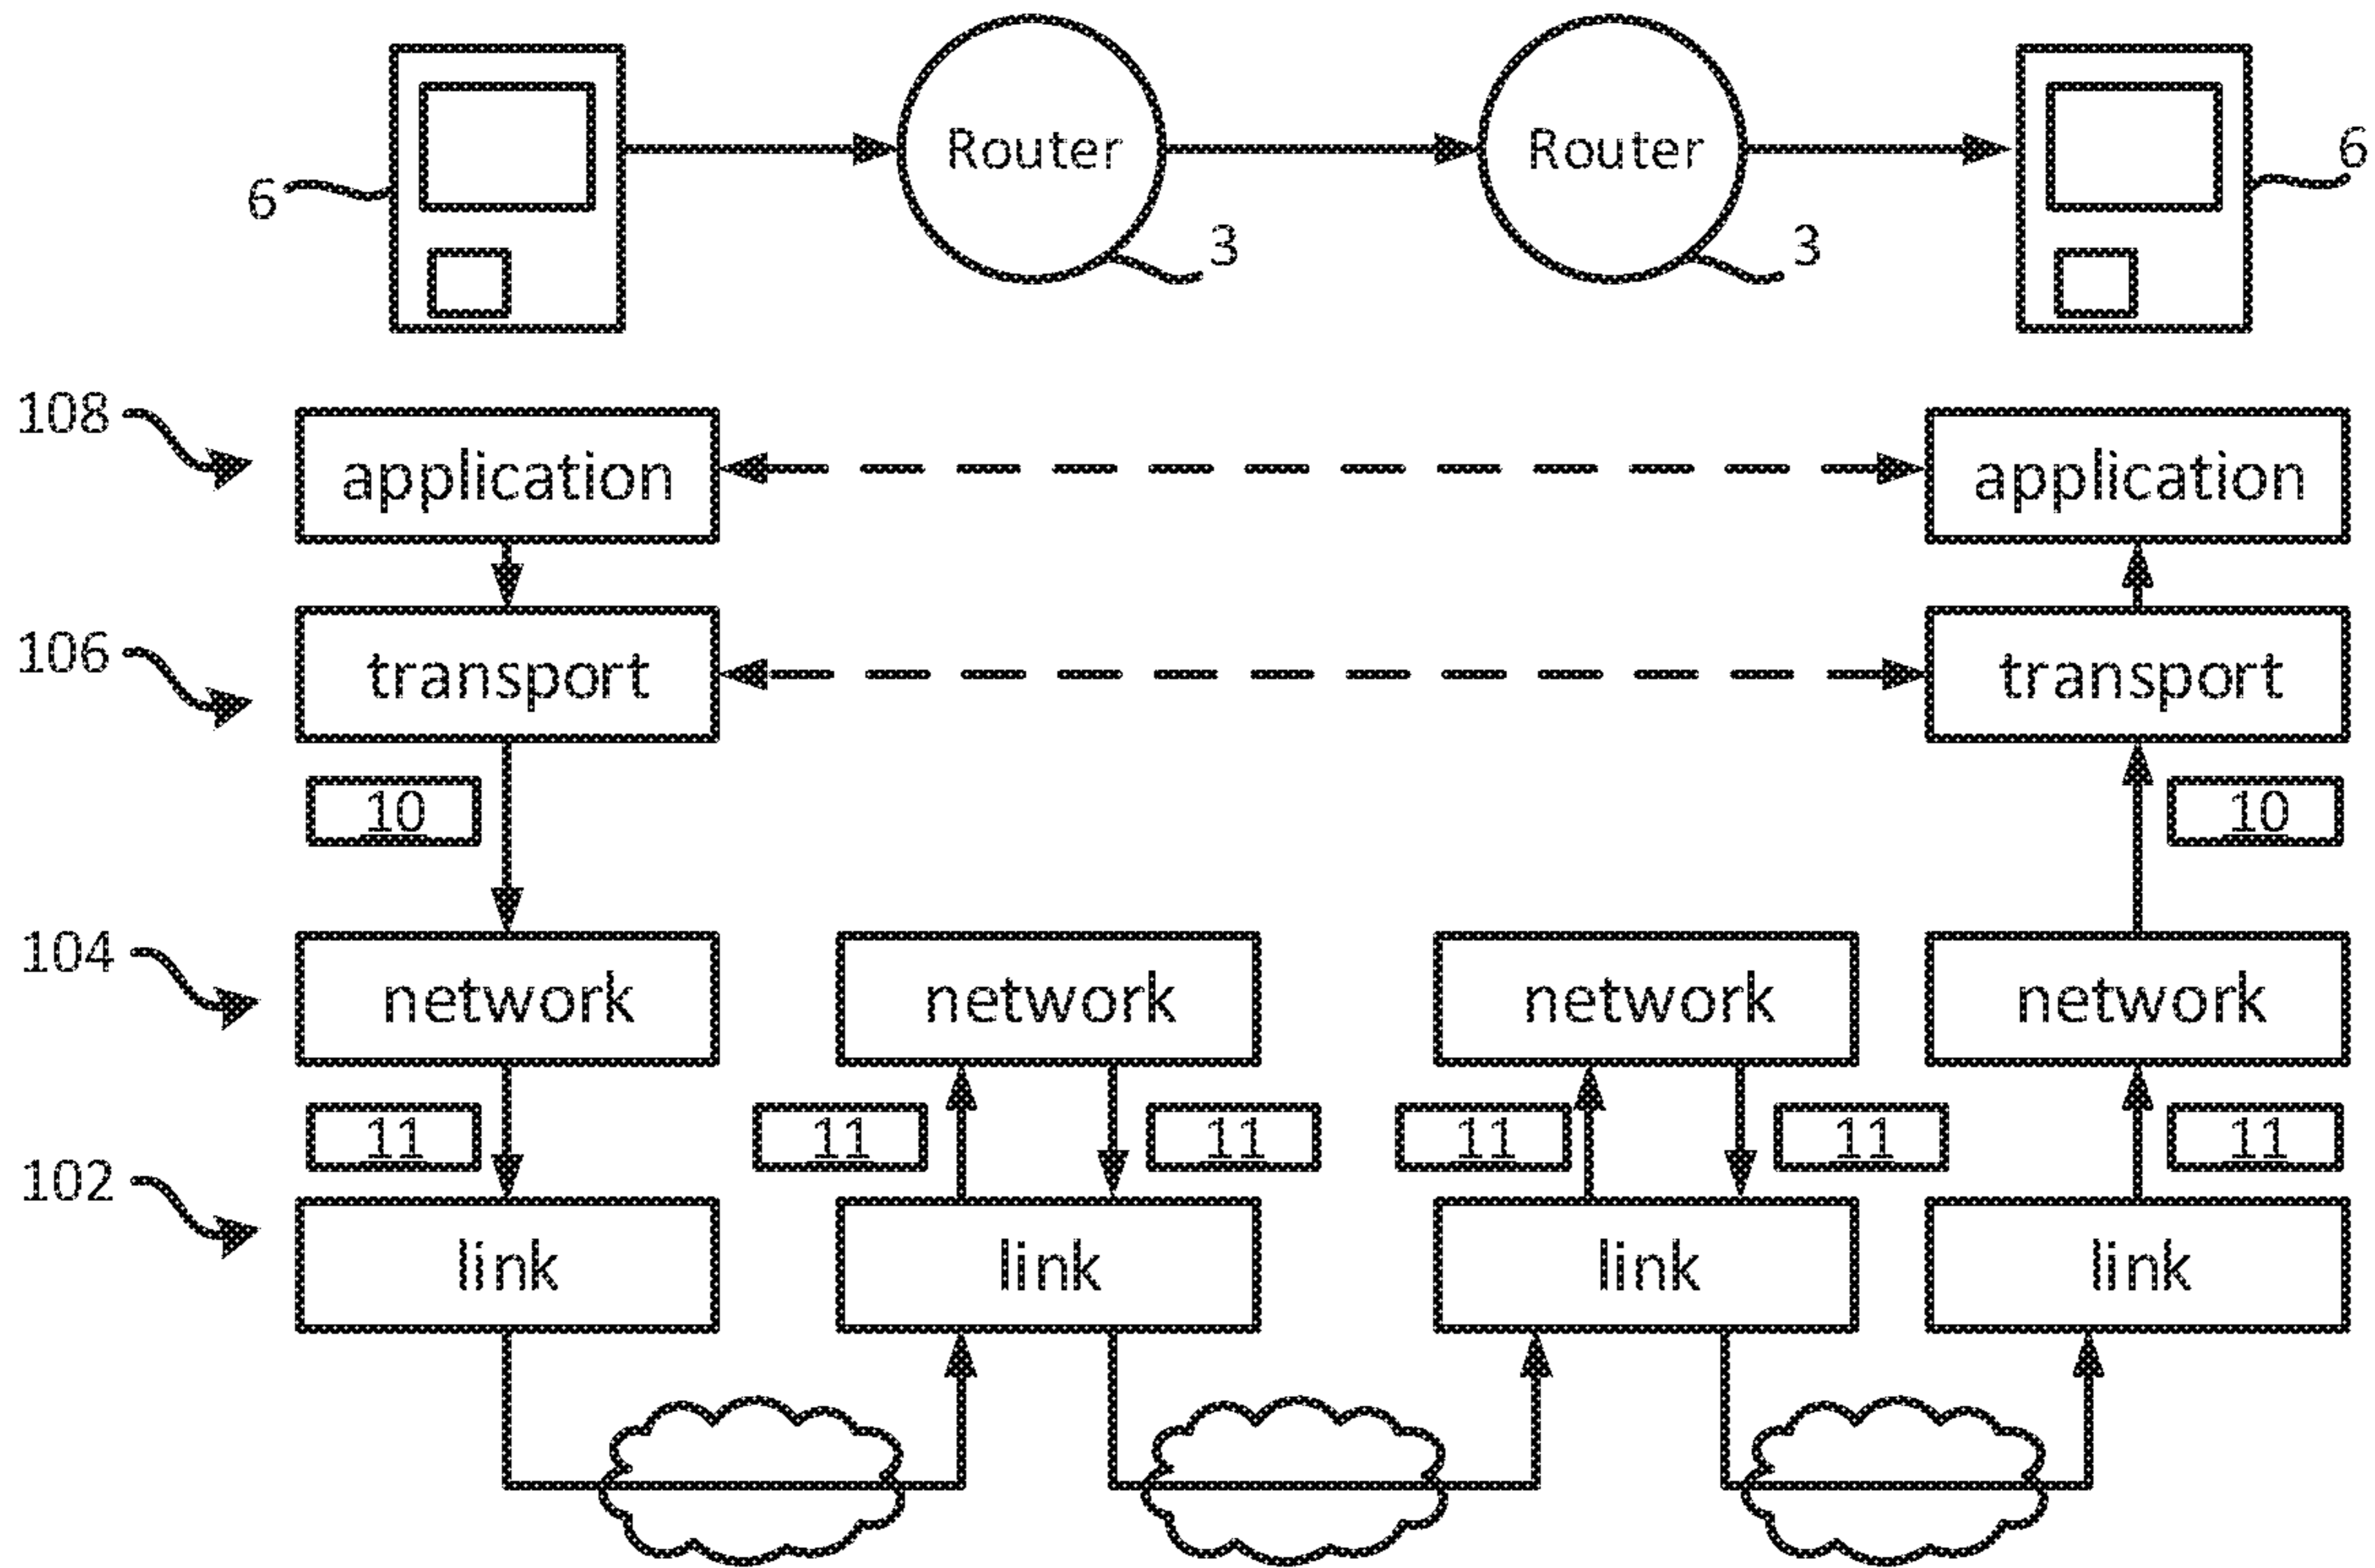 Router
Router
6
6
3
3
108
application
application
106
transport
transport
10
10
104
network
network
network
network
11
11
11
11
11
11
102
link
link
link
link